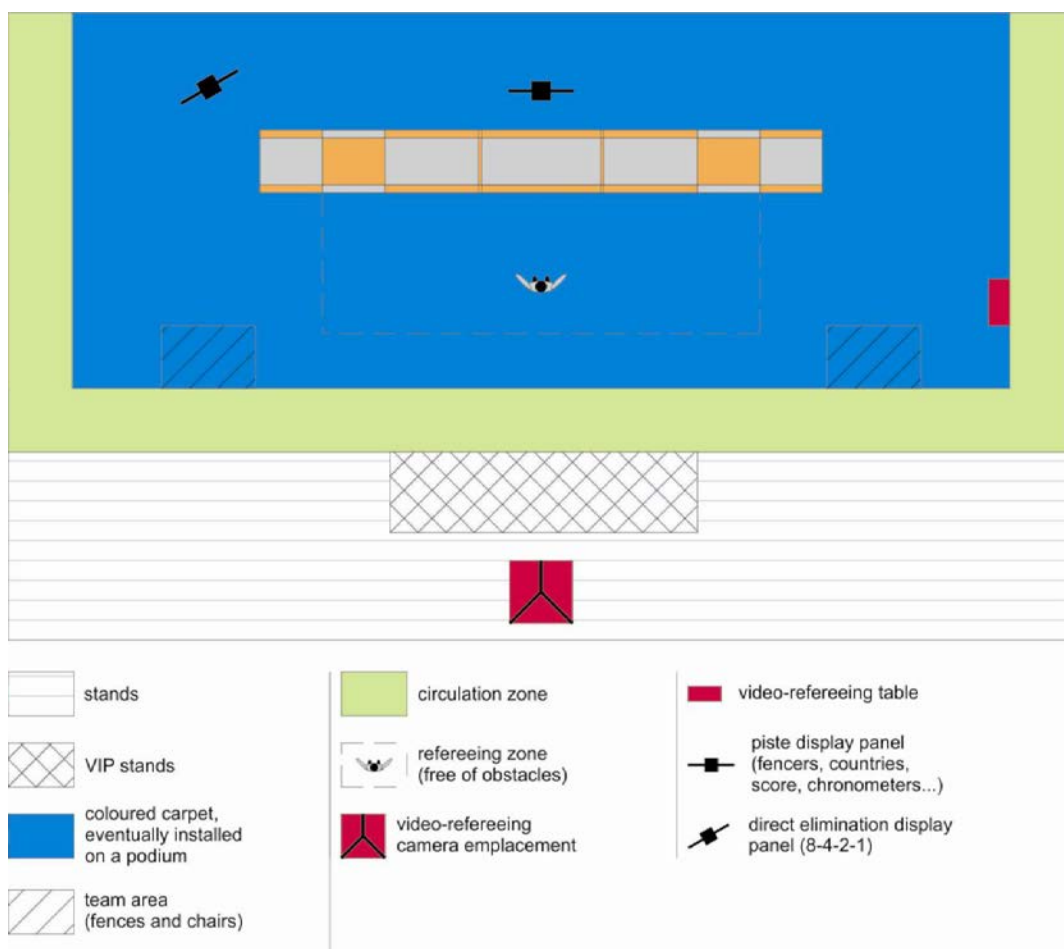 stands
VIP stands
coloured carpet,
eventually installed
on a podium
team area
(fences and chairs)
circulation zone
refereeing zone
(free of obstacles)
video-refereeing
camera emplacement
video-refereeing table
piste display panel
(fencers, countries,
score, chronometers...)
direct elimination display
panel (8-4-2-1)